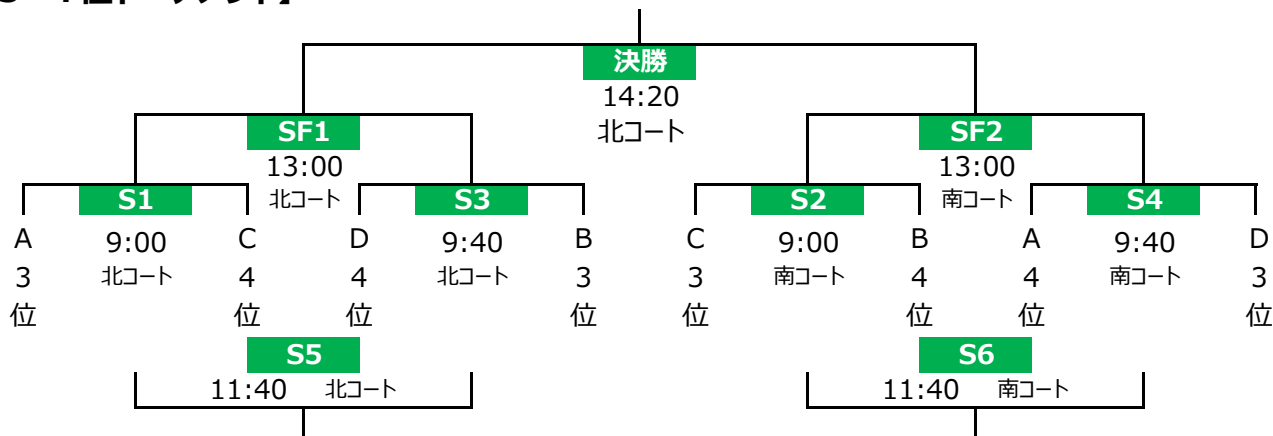 決勝
14:20
北コート
SF1 SF2
13:00 13:00
北コート 南コート
S1 S3 S2 S4
A 9:00 C D 9:40 B C 9:00 B A 9:40 D
3 北コート 4 4 北コート 3 3 南コート 4 4 南コート 3
位 位 位 位 位 位 位 位
S5 S6
11:40 北コート 11:40 南コート